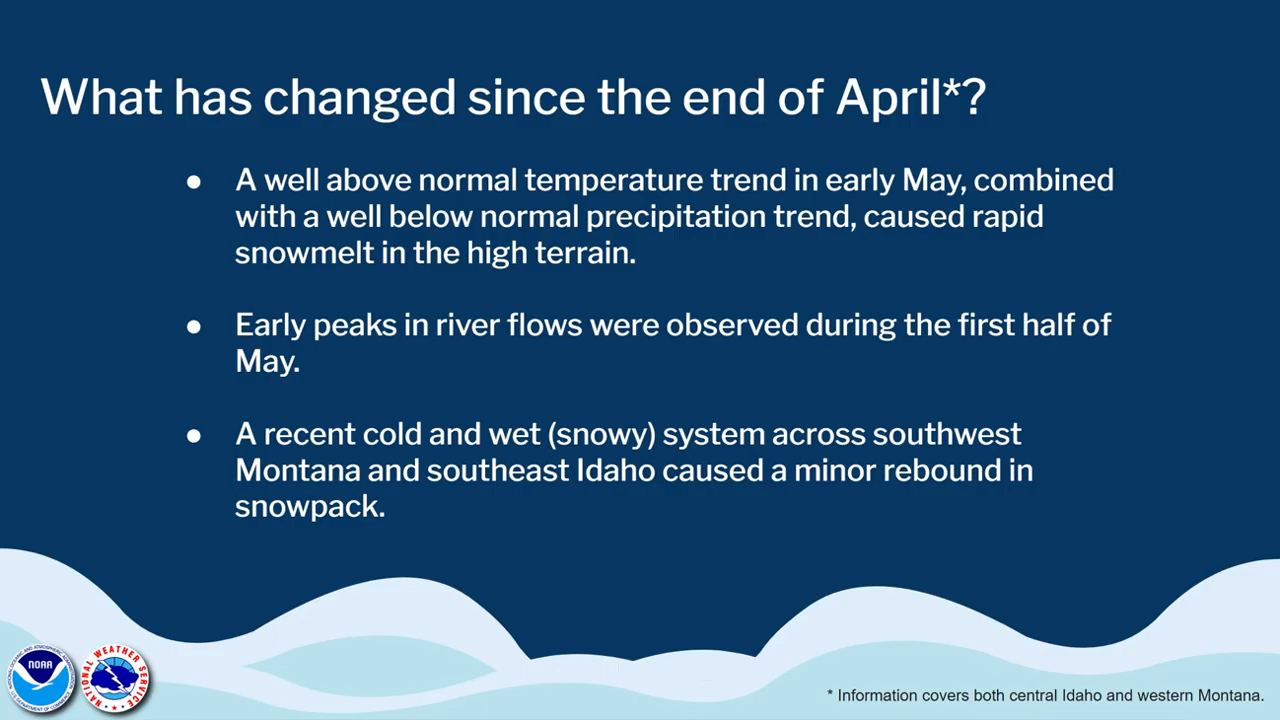 What has changed since the end of April*?
● A well above normal temperature trend in early May, combined
with a well below normal precipitation trend, caused rapid
snowmelt in the high terrain.
● Early peaks in river flows were observed during the first half of
May.
● A recent cold and wet (snowy) system across southwest
Montana and southeast Idaho caused a minor rebound in
snowpack.
NOAA
NATIONAL WEATHER SERVICE
* Information covers both central Idaho and western Montana.